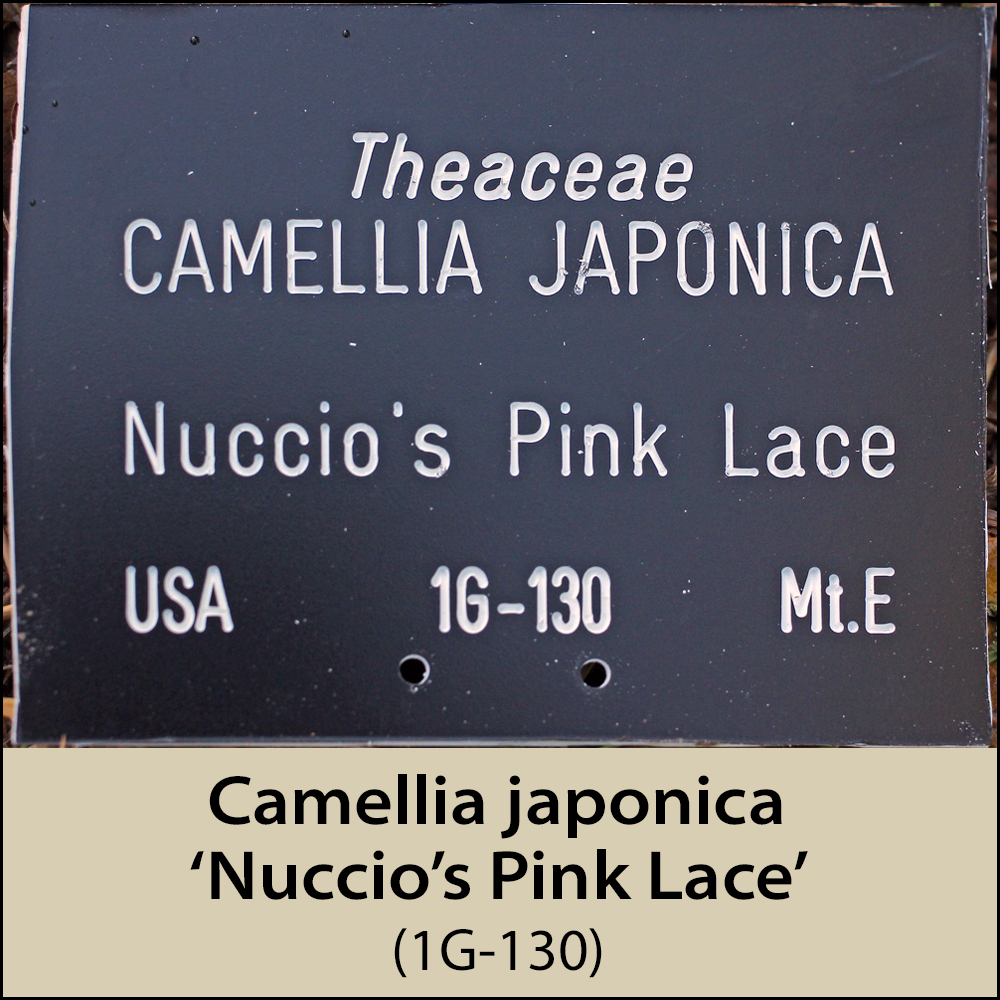 Theaceae
CAMELLIA JAPONICA
Nuccio's Pink Lace
USA 1G-130 Mt.E
Camellia japonica
‘Nuccio’s Pink Lace’
(1G-130)